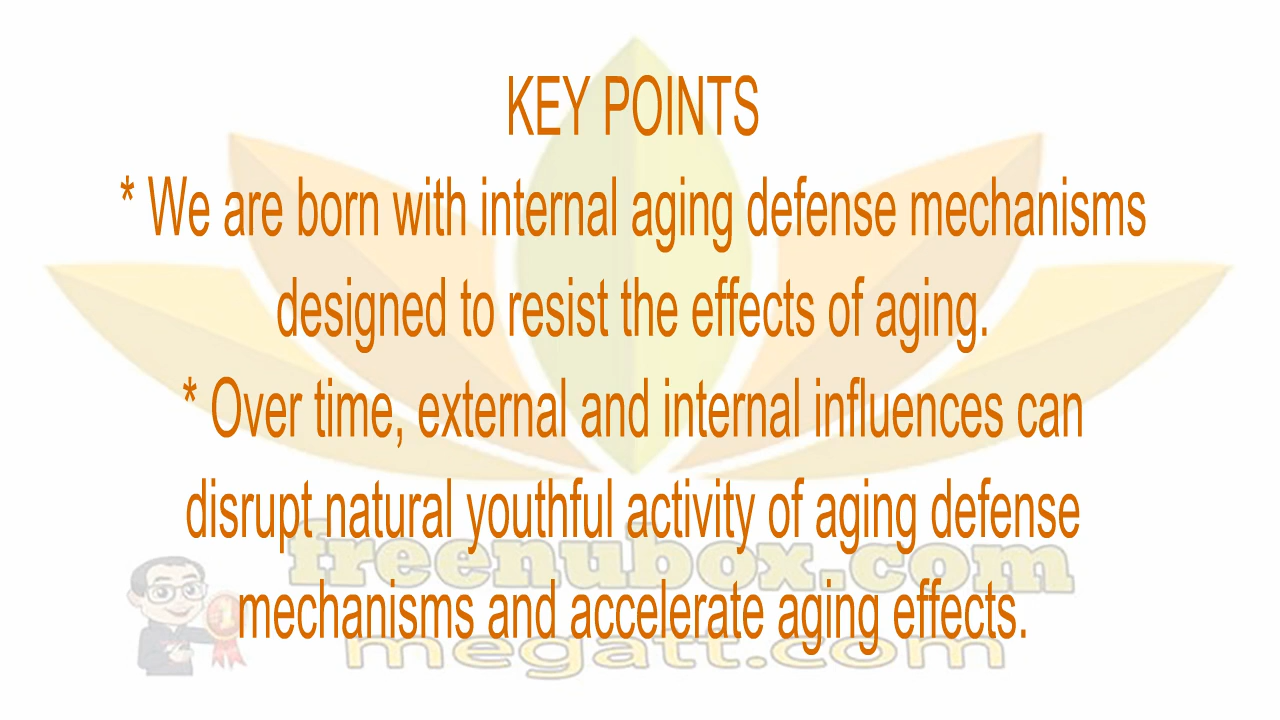 KEY POINTS
* We are born with internal aging defense mechanisms
designed to resist the effects of aging.
* Over time, external and internal influences can
disrupt natural youthful activity of aging defense
freenubox.com
mechanisms and accelerate aging effects.
1
megatt.com